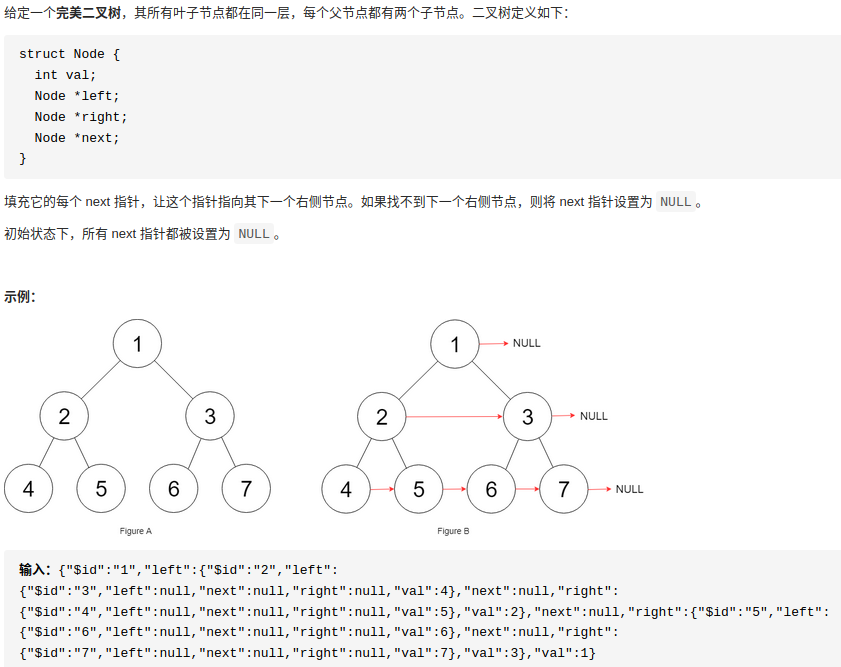 给定一个完美二叉树，其所有叶子节点都在同一层，每个父节点都有两个子节点。二叉树定义如下：
struct Node {
  int val;
  Node *left;
  Node *right;
  Node *next;
}
填充它的每个 next 指针，让这个指针指向其下一个右侧节点。如果找不到下一个右侧节点，则将 next 指针设置为 NULL。
初始状态下，所有 next 指针都被设置为 NULL。
示例：
1
2 3
4 5 6 7
Figure A
1 NULL
2 3 NULL
4 5 6 7 NULL
Figure B
输入：{"$id":"1","left":{"$id":"2","left":
{"$id":"3","left":null,"next":null,"right":null,"val":4},"next":null,"right":
{"$id":"4","left":null,"next":null,"right":null,"val":5},"val":2},"next":null,"right":{"$id":"5","left":
{"$id":"6","left":null,"next":null,"right":null,"val":6},"next":null,"right":
{"$id":"7","left":null,"next":null,"right":null,"val":7},"val":3},"val":1}